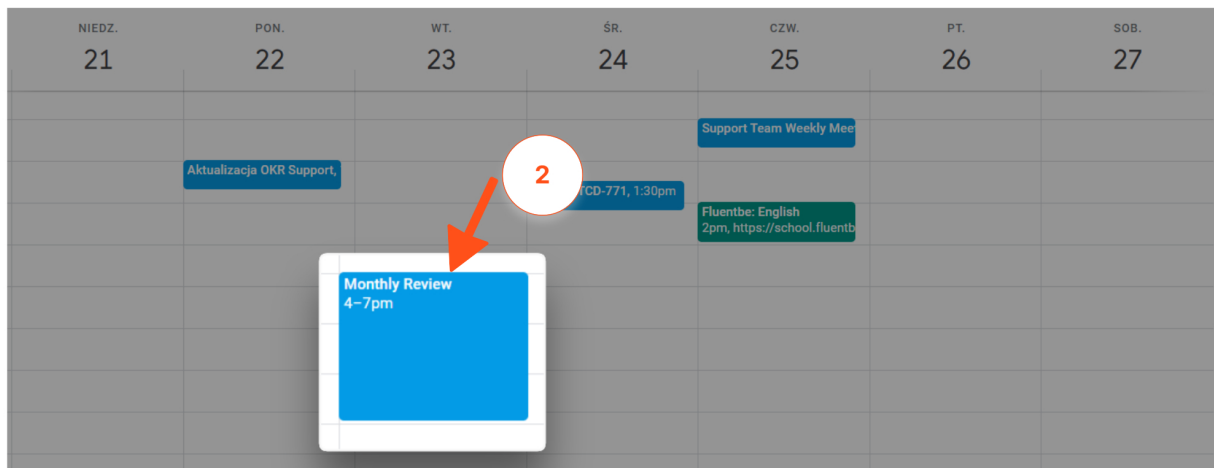 NIEDZ. PON. WT. ŚR. CZW. PT. SOB.
21 22 23 24 25 26 27
Support Team Weekly
Aktualizacja OKR Support,
2
TCD-771, 1:30pm
Fluentbe: English
2pm, https://school.fluentb
Monthly Review
4–7pm